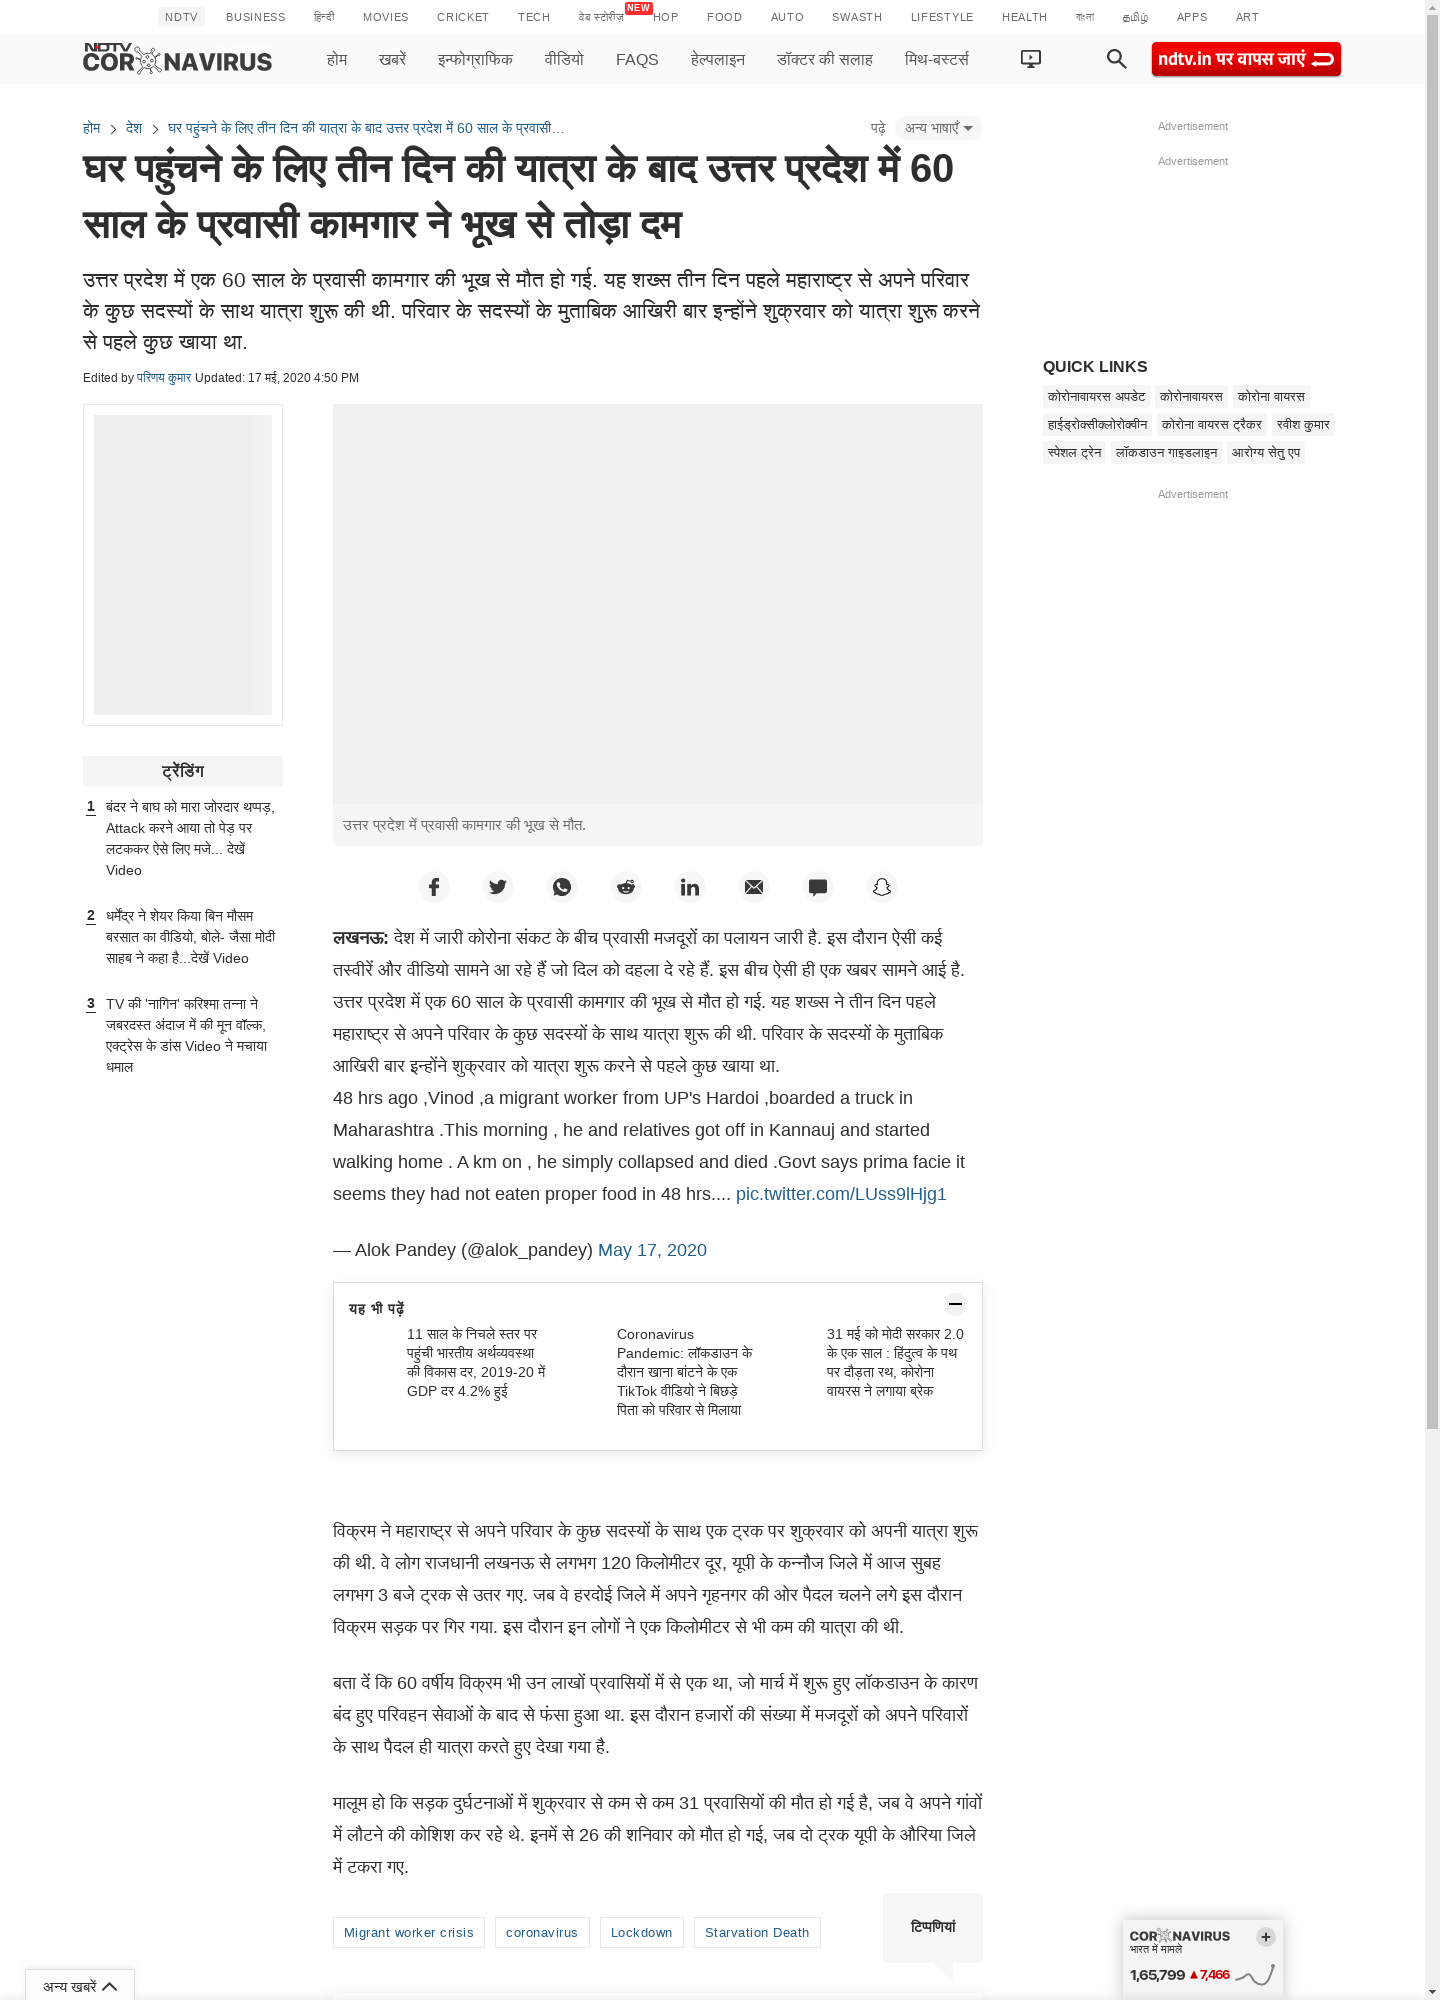 NDTV BUSINESS हिन्दी MOVIES CRICKET TECH वेब स्टोरीज़ NEW HOP FOOD AUTO SWASTH LIFESTYLE HEALTH বাংলা தமிழ் APPS ART
NDTV
CORONAVIRUS
होम खबरें इन्फोग्राफिक वीडियो FAQS हेल्पलाइन डॉक्टर की सलाह मिथ-बस्टर्स
ndtv.in पर वापस जाएं
होम देश घर पहुंचने के लिए तीन दिन की यात्रा के बाद उत्तर प्रदेश में 60 साल के प्रवासी...
पढ़े अन्य भाषाएँ
घर पहुंचने के लिए तीन दिन की यात्रा के बाद उत्तर प्रदेश में 60
साल के प्रवासी कामगार ने भूख से तोड़ा दम
उत्तर प्रदेश में एक 60 साल के प्रवासी कामगार की भूख से मौत हो गई. यह शख्स तीन दिन पहले महाराष्ट्र से अपने परिवार
के कुछ सदस्यों के साथ यात्रा शुरू की थी. परिवार के सदस्यों के मुताबिक आखिरी बार इन्होंने शुक्रवार को यात्रा शुरू करने
से पहले कुछ खाया था.
Edited by परिणय कुमार Updated: 17 मई, 2020 4:50 PM
Advertisement
Advertisement
QUICK LINKS
कोरोनावायरस अपडेट कोरोनावायरस कोरोना वायरस
हाईड्रोक्सीक्लोरोक्वीन कोरोना वायरस ट्रैकर रवीश कुमार
स्पेशल ट्रेन लॉकडाउन गाइडलाइन आरोग्य सेतु एप
Advertisement
ट्रेंडिंग
1 बंदर ने बाघ को मारा जोरदार थप्पड़,
Attack करने आया तो पेड़ पर
लटककर ऐसे लिए मजे... देखें
Video
2 धर्मेंद्र ने शेयर किया बिन मौसम
बरसात का वीडियो, बोले- जैसा मोदी
साहब ने कहा है...देखें Video
3 TV की 'नागिन' करिश्मा तन्ना ने
जबरदस्त अंदाज में की मून वॉल्क,
एक्ट्रेस के डांस Video ने मचाया
धमाल
उत्तर प्रदेश में प्रवासी कामगार की भूख से मौत.
लखनऊ: देश में जारी कोरोना संकट के बीच प्रवासी मजदूरों का पलायन जारी है. इस दौरान ऐसी कई
तस्वीरें और वीडियो सामने आ रहे हैं जो दिल को दहला दे रहे हैं. इस बीच ऐसी ही एक खबर सामने आई है.
उत्तर प्रदेश में एक 60 साल के प्रवासी कामगार की भूख से मौत हो गई. यह शख्स ने तीन दिन पहले
महाराष्ट्र से अपने परिवार के कुछ सदस्यों के साथ यात्रा शुरू की थी. परिवार के सदस्यों के मुताबिक
आखिरी बार इन्होंने शुक्रवार को यात्रा शुरू करने से पहले कुछ खाया था.
48 hrs ago ,Vinod ,a migrant worker from UP's Hardoi ,boarded a truck in
Maharashtra .This morning , he and relatives got off in Kannauj and started
walking home . A km on , he simply collapsed and died .Govt says prima facie it
seems they had not eaten proper food in 48 hrs.... pic.twitter.com/LUss9lHjg1
— Alok Pandey (@alok_pandey) May 17, 2020
यह भी पढ़ें
11 साल के निचले स्तर पर
पहुंची भारतीय अर्थव्यवस्था
की विकास दर, 2019-20 में
GDP दर 4.2% हुई
Coronavirus
Pandemic: लॉकडाउन के
दौरान खाना बांटने के एक
TikTok वीडियो ने बिछड़े
पिता को परिवार से मिलाया
31 मई को मोदी सरकार 2.0
के एक साल : हिंदुत्व के पथ
पर दौड़ता रथ, कोरोना
वायरस ने लगाया ब्रेक
विक्रम ने महाराष्ट्र से अपने परिवार के कुछ सदस्यों के साथ एक ट्रक पर शुक्रवार को अपनी यात्रा शुरू
की थी. वे लोग राजधानी लखनऊ से लगभग 120 किलोमीटर दूर, यूपी के कन्नौज जिले में आज सुबह
लगभग 3 बजे ट्रक से उतर गए. जब वे हरदोई जिले में अपने गृहनगर की ओर पैदल चलने लगे इस दौरान
विक्रम सड़क पर गिर गया. इस दौरान इन लोगों ने एक किलोमीटर से भी कम की यात्रा की थी.
बता दें कि 60 वर्षीय विक्रम भी उन लाखों प्रवासियों में से एक था, जो मार्च में शुरू हुए लॉकडाउन के कारण
बंद हुए परिवहन सेवाओं के बाद से फंसा हुआ था. इस दौरान हजारों की संख्या में मजदूरों को अपने परिवारों
के साथ पैदल ही यात्रा करते हुए देखा गया है.
मालूम हो कि सड़क दुर्घटनाओं में शुक्रवार से कम से कम 31 प्रवासियों की मौत हो गई है, जब वे अपने गांवों
में लौटने की कोशिश कर रहे थे. इनमें से 26 की शनिवार को मौत हो गई, जब दो ट्रक यूपी के औरिया जिले
में टकरा गए.
टिप्पणियां
Migrant worker crisis coronavirus Lockdown Starvation Death
CORONAVIRUS
भारत में मामले
1,65,799 7,466
अन्य खबरें